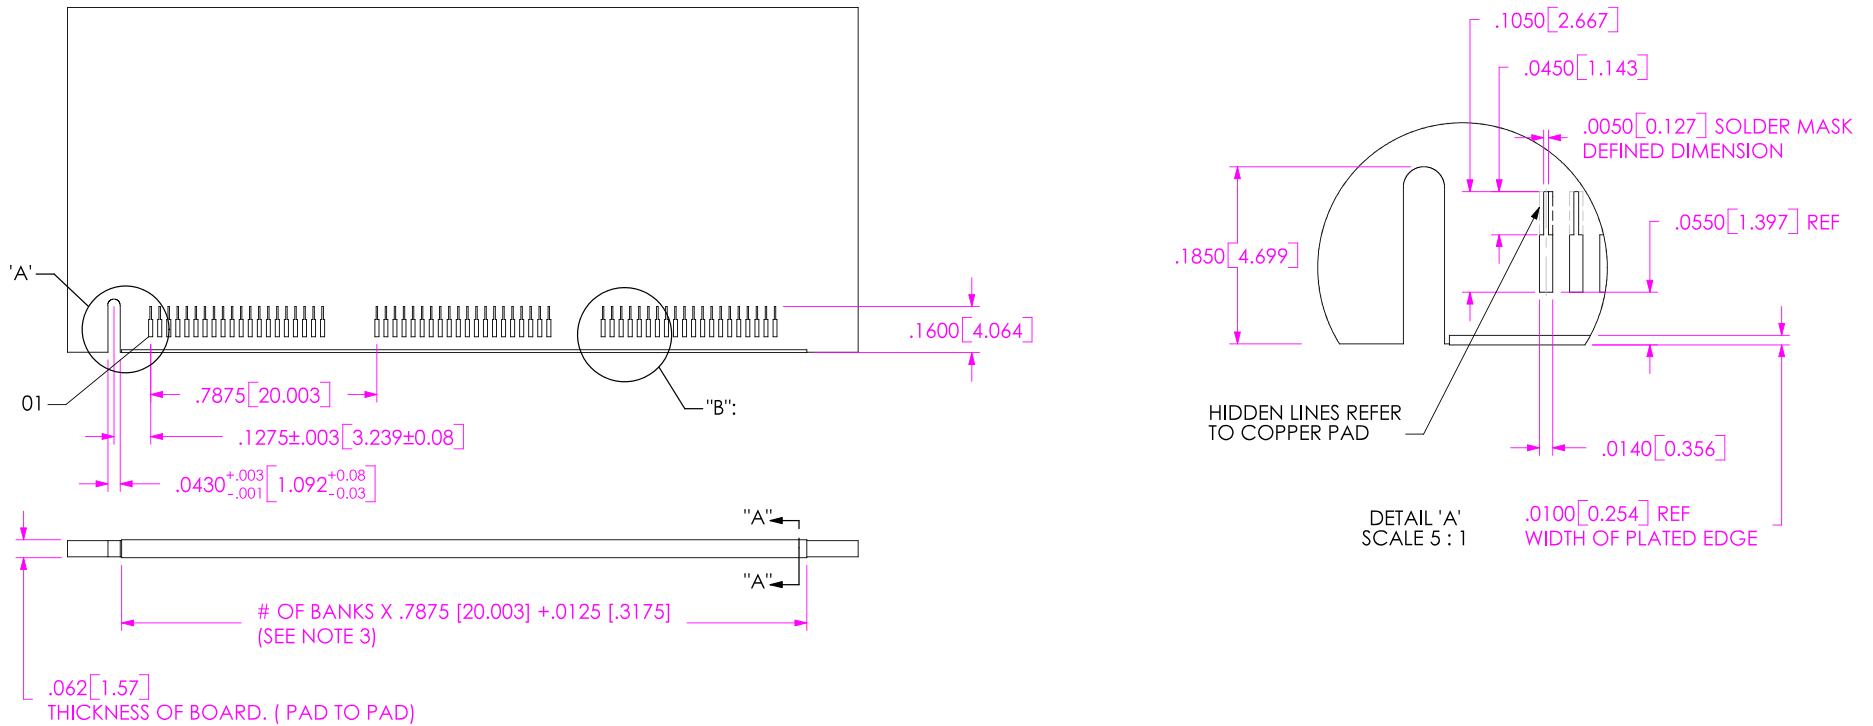 .1050[2.667]
.0450[1.143]
.0050[0.127] SOLDER MASK
DEFINED DIMENSION
'A'
.1850[4.699]
.0550[1.397] REF
.1600[4.064]
.7875[20.003]
01
"B":
.1275±.003[3.239±0.08]
HIDDEN LINES REFER
TO COPPER PAD
.0140[0.356]
.0430 +.003 -.001 [1.092 +0.08 -0.03]
"A"
DETAIL 'A'
SCALE 5 : 1
.0100[0.254] REF
WIDTH OF PLATED EDGE
"A"
# OF BANKS X .7875 [20.003] +.0125 [.3175]
(SEE NOTE 3)
.062[1.57]
THICKNESS OF BOARD. ( PAD TO PAD)